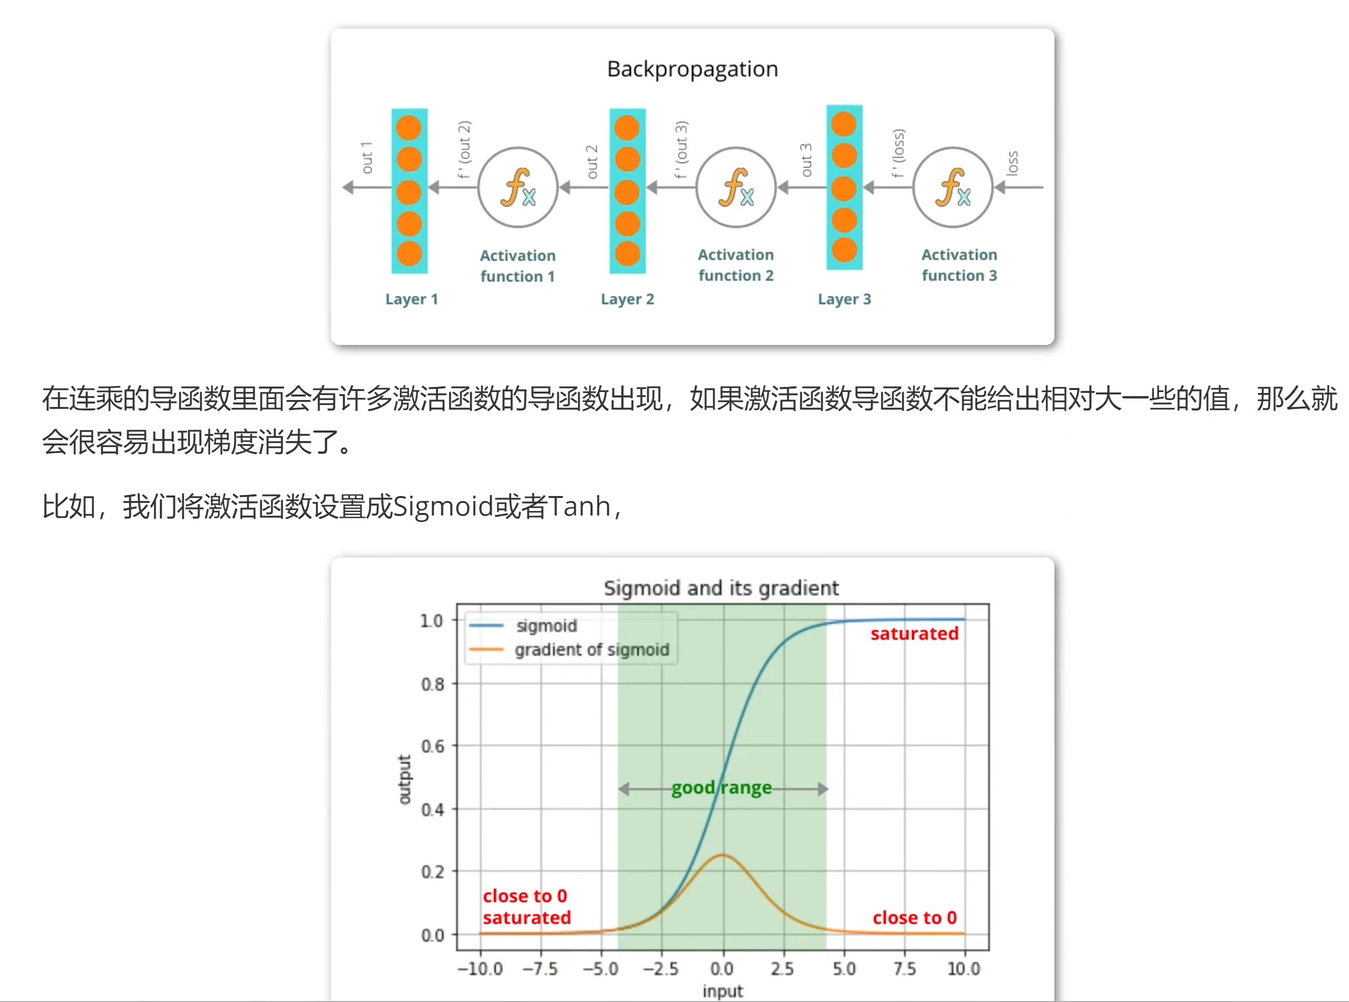 Backpropagation
out 1
f ' (out 2)
out 2
f ' (out 3)
out 3
f ' (loss)
loss
fx
fx
fx
Activation
function 1
Activation
function 2
Activation
function 3
Layer 1
Layer 2
Layer 3
在连乘的导函数里面会有许多激活函数的导函数出现，如果激活函数导函数不能给出相对大一些的值，那么就
会很容易出现梯度消失了。
比如，我们将激活函数设置成Sigmoid或者Tanh，
Sigmoid and its gradient
sigmoid
gradient of sigmoid
saturated
good range
close to 0
saturated
close to 0
output
1.0
0.8
0.6
0.4
0.2
0.0
−10.0 −7.5 −5.0 −2.5 0.0 2.5 5.0 7.5 10.0
input